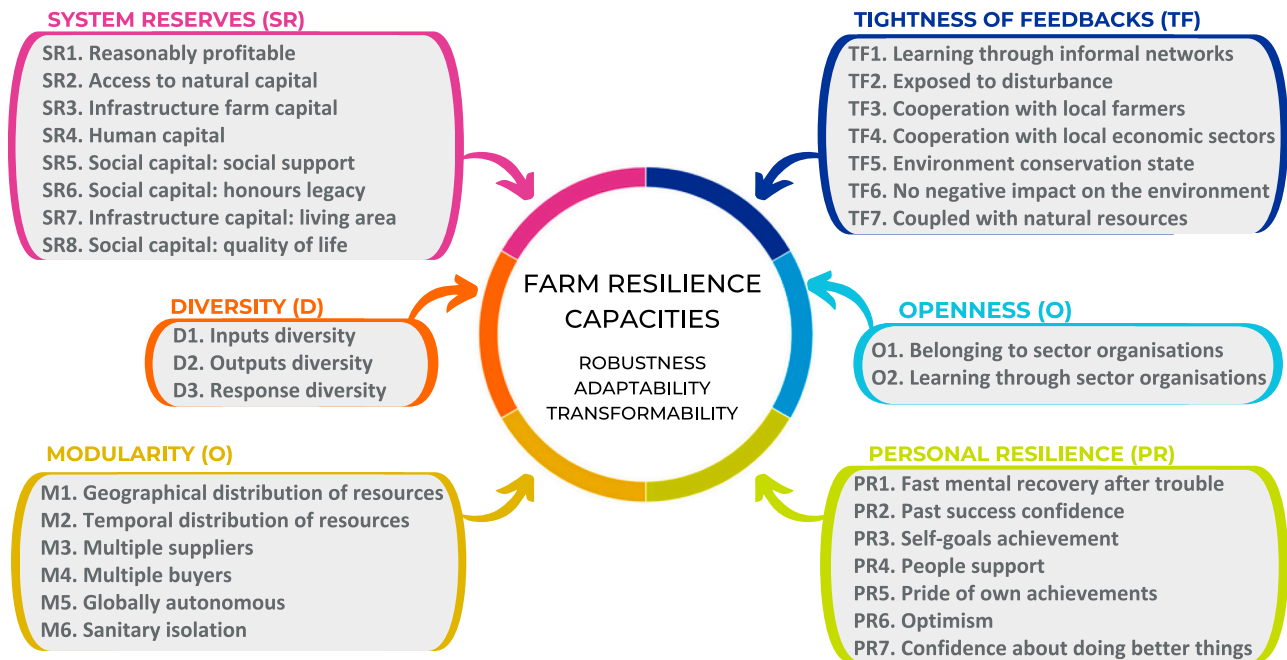 SYSTEM RESERVES (SR)
SR1. Reasonably profitable
SR2. Access to natural capital
SR3. Infrastructure farm capital
SR4. Human capital
SR5. Social capital: social support
SR6. Social capital: honours legacy
SR7. Infrastructure capital: living area
SR8. Social capital: quality of life
TIGHTNESS OF FEEDBACKS (TF)
TF1. Learning through informal networks
TF2. Exposed to disturbance
TF3. Cooperation with local farmers
TF4. Cooperation with local economic sectors
TF5. Environment conservation state
TF6. No negative impact on the environment
TF7. Coupled with natural resources
FARM RESILIENCE
CAPACITIES
ROBUSTNESS
ADAPTABILITY
TRANSFORMABILITY
DIVERSITY (D)
D1. Inputs diversity
D2. Outputs diversity
D3. Response diversity
OPENNESS (O)
O1. Belonging to sector organisations
O2. Learning through sector organisations
MODULARITY (O)
M1. Geographical distribution of resources
M2. Temporal distribution of resources
M3. Multiple suppliers
M4. Multiple buyers
M5. Globally autonomous
M6. Sanitary isolation
PERSONAL RESILIENCE (PR)
PR1. Fast mental recovery after trouble
PR2. Past success confidence
PR3. Self-goals achievement
PR4. People support
PR5. Pride of own achievements
PR6. Optimism
PR7. Confidence about doing better things